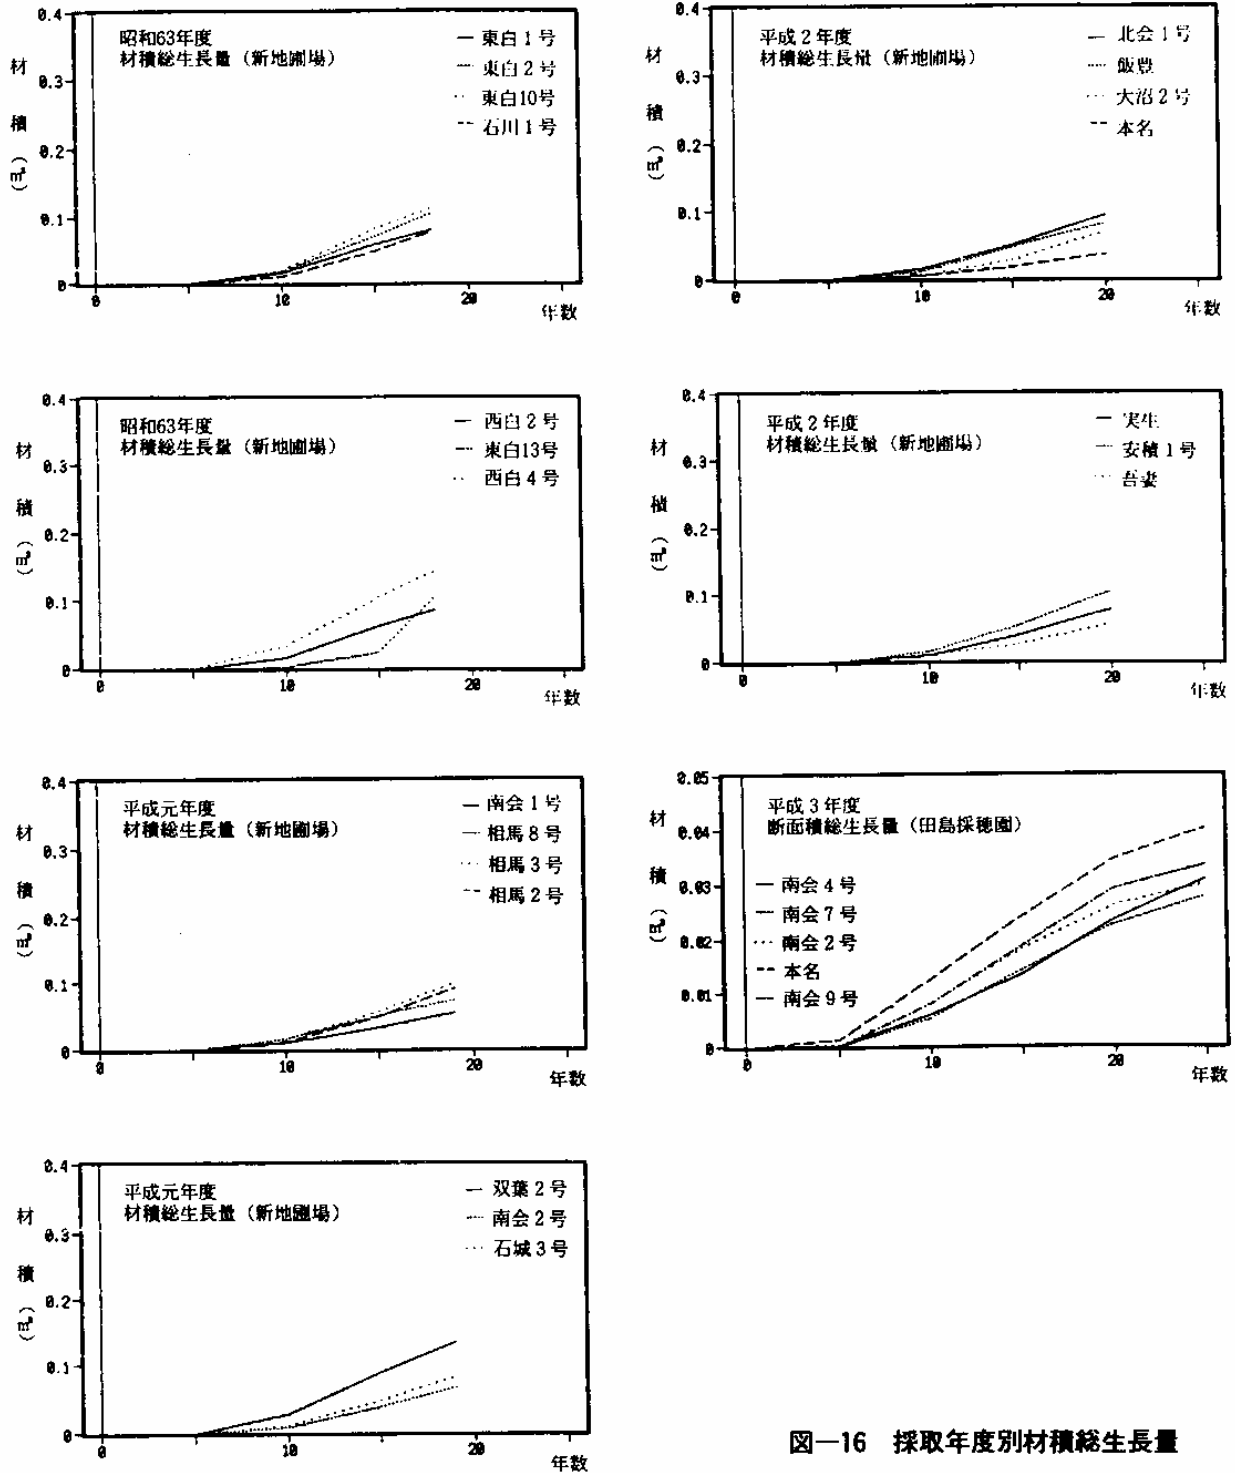 昭和63年度
材積総生長量（新地圃場）
東白1号
東白2号
東白10号
石川1号
材積（m³）
0.4
0.3
0.2
0.1
0
0
10
20
年数
昭和63年度
材積総生長量（新地圃場）
西白2号
東白13号
西白4号
材積（m³）
0.4
0.3
0.2
0.1
0
0
10
20
年数
平成元年度
材積総生長量（新地圃場）
南会1号
相馬8号
相馬3号
相馬2号
材積（m³）
0.4
0.3
0.2
0.1
0
0
10
20
年数
平成元年度
材積総生長量（新地圃場）
双葉2号
南会2号
石城3号
材積（m³）
0.4
0.3
0.2
0.1
0
0
10
20
年数
平成2年度
材積総生長量（新地圃場）
北会1号
飯豊
大沼2号
本名
材積（m³）
0.4
0.3
0.2
0.1
0
0
10
20
年数
平成2年度
材積総生長量（新地圃場）
実生
安積1号
吾妻
材積（m³）
0.4
0.3
0.2
0.1
0
0
10
20
年数
平成3年度
断面積総生長量（田島採穂園）
南会4号
南会7号
南会2号
本名
南会9号
材積（m³）
0.05
0.04
0.03
0.02
0.01
0
0
10
20
年数
図—16 採取年度別材積総生長量